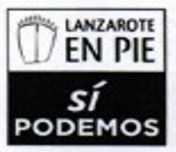 LANZAROTE
EN PIE
SÍ
PODEMOS